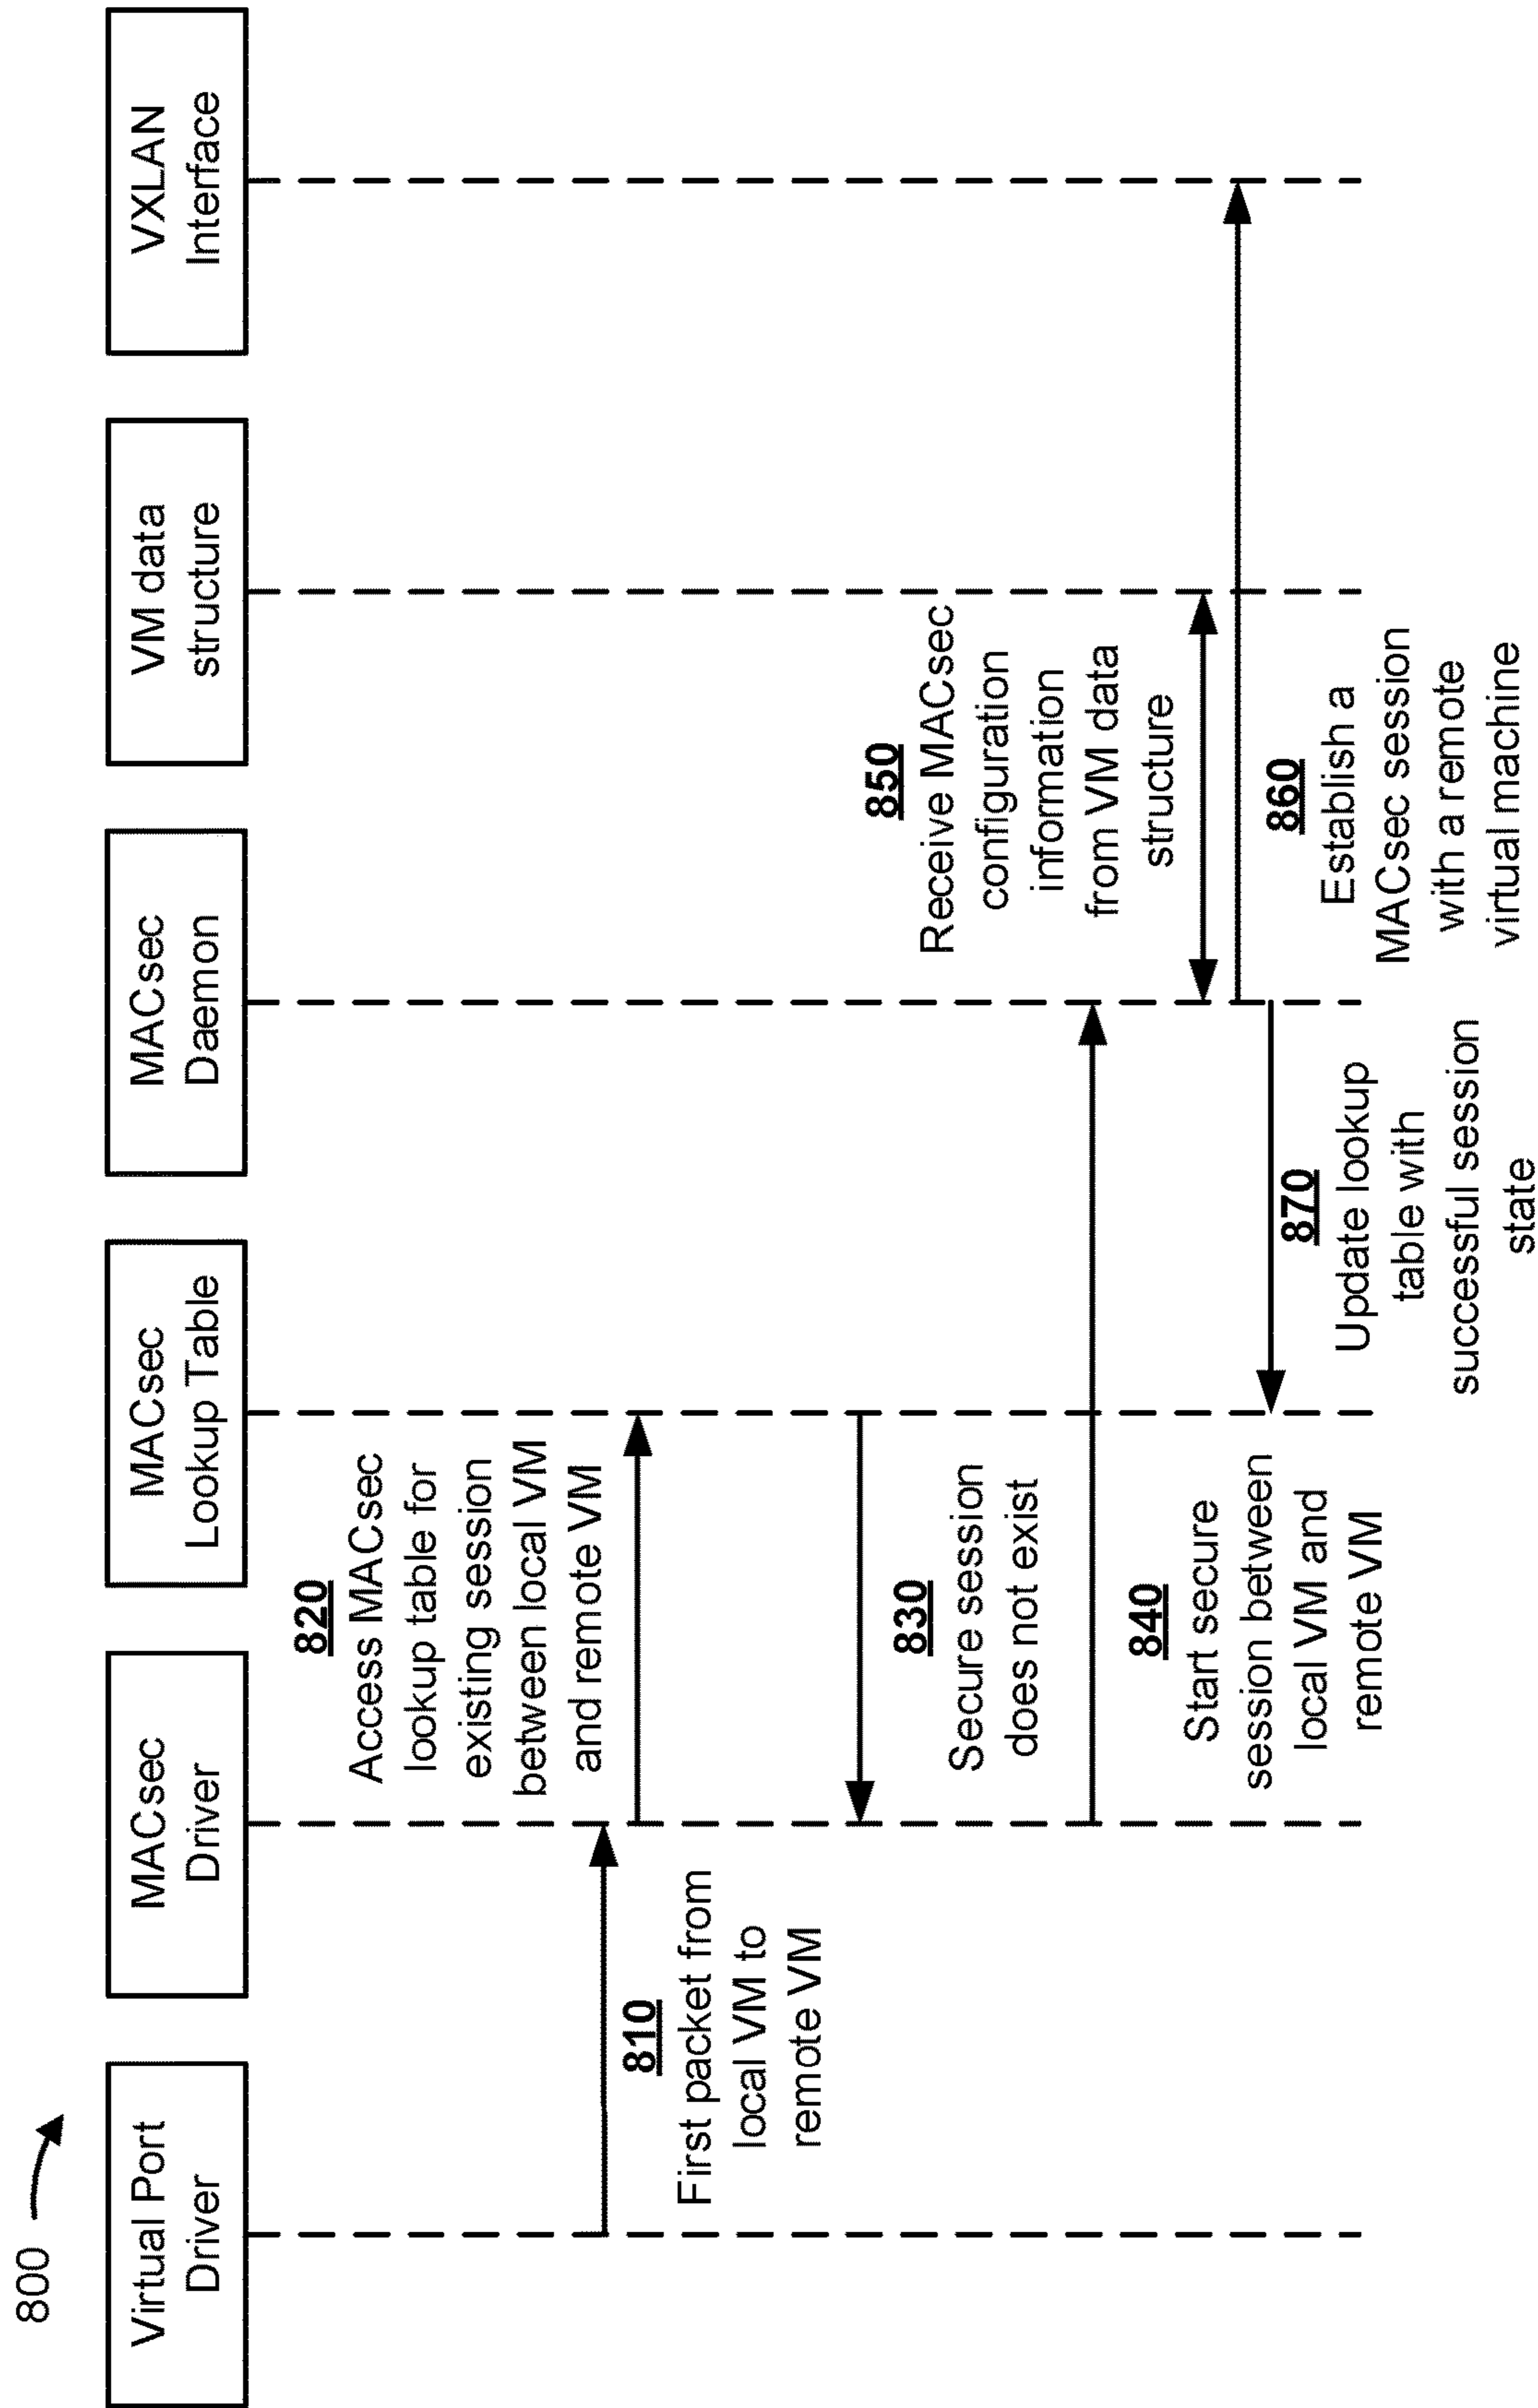 800
Virtual Port
Driver
MACsec
Driver
MACsec
Lookup Table
MACsec
Daemon
VM data
structure
VXLAN
Interface
810
First packet from
local VM to
remote VM
820
Access MACsec
lookup table for
existing session
between local VM
and remote VM
830
Secure session
does not exist
840
Start secure
session between
local VM and
remote VM
850
Receive MACsec
configuration
information
from VM data
structure
860
Establish a
MACsec session
with a remote
virtual machine
870
Update lookup
table with
successful session
state